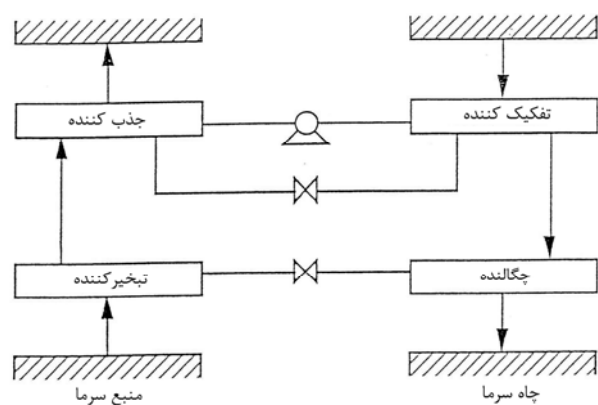 تفکیک کننده
جذب کننده
چگالنده
تبخیرکننده
چاه سرما
منبع سرما